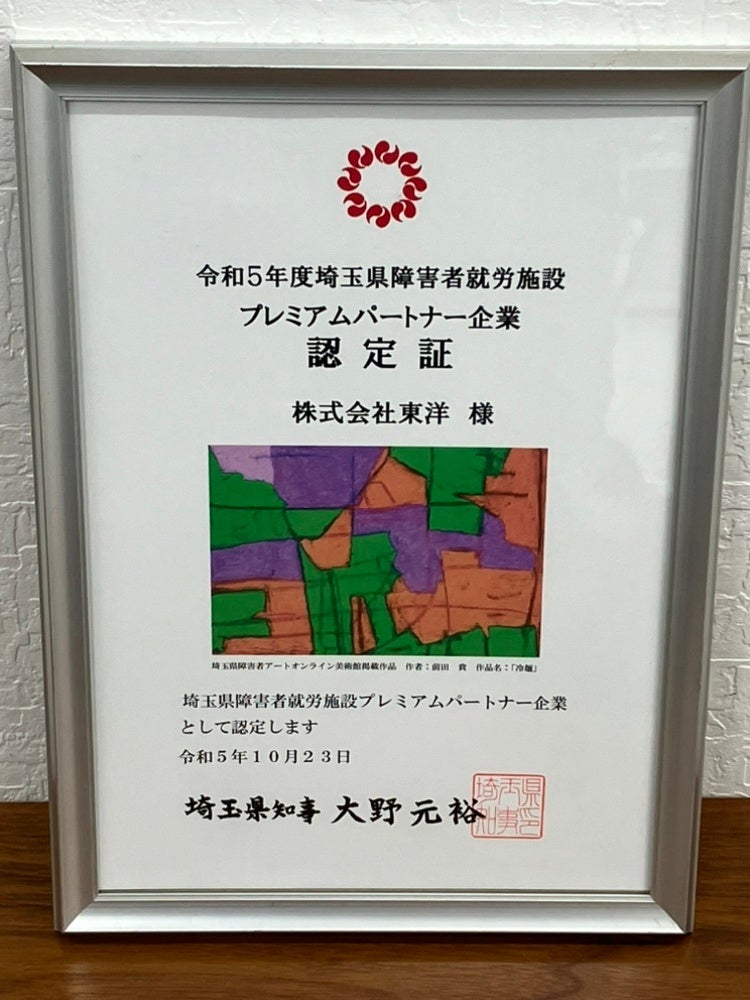 令和5年度埼玉県障害者就労施設
プレミアムパートナー企業
認定証
株式会社東洋 様
埼玉県障害者アートオンライン美術館掲載作品 作者：前田 貴 作品名：「冷麺」
埼玉県障害者就労施設プレミアムパートナー企業
として認定します
令和５年１０月２３日
埼玉県知事 大野元裕
埼玉県知事印